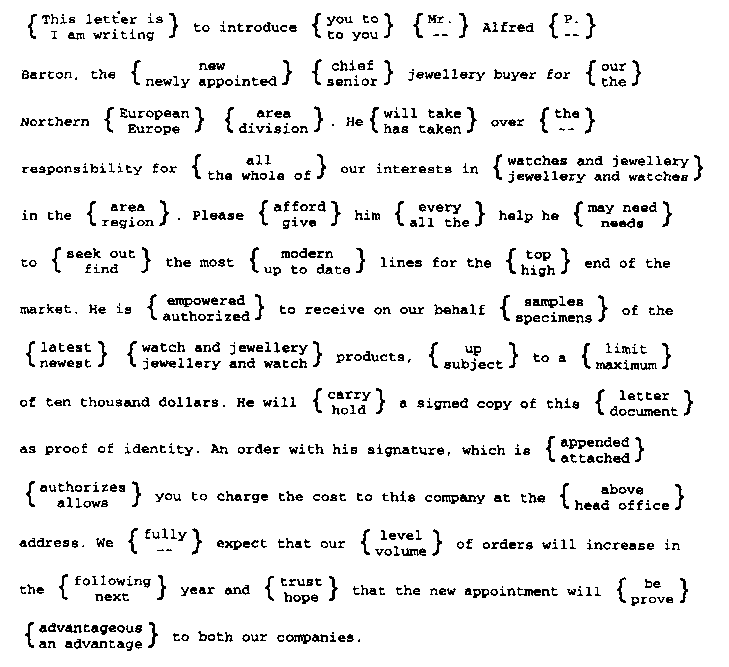 { This letter is I am writing } to introduce { you to to you } { Mr. -- } Alfred { P. -- }
Barton, the { new newly appointed } { chief senior } jewellery buyer for { our the }
Northern { European Europe } { area division } . He { will take has taken } over { the -- }
responsibility for { all the whole of } our interests in { watches and jewellery jewellery and watches }
in the { area region } . Please { afford give } him { every all the } help he { may need needs }
to { seek out find } the most { modern up to date } lines for the { top high } end of the
market. He is { empowered authorized } to receive on our behalf { samples specimens } of the
{ latest newest } { watch and jewellery jewellery and watch } products, { up subject } to a { limit maximum }
of ten thousand dollars. He will { carry hold } a signed copy of this { letter document }
as proof of identity. An order with his signature, which is { appended attached }
{ authorizes allows } you to charge the cost to this company at the { above head office }
address. We { fully -- } expect that our { level volume } of orders will increase in
the { following next } year and { trust hope } that the new appointment will { be prove }
{ advantageous an advantage } to both our companies.